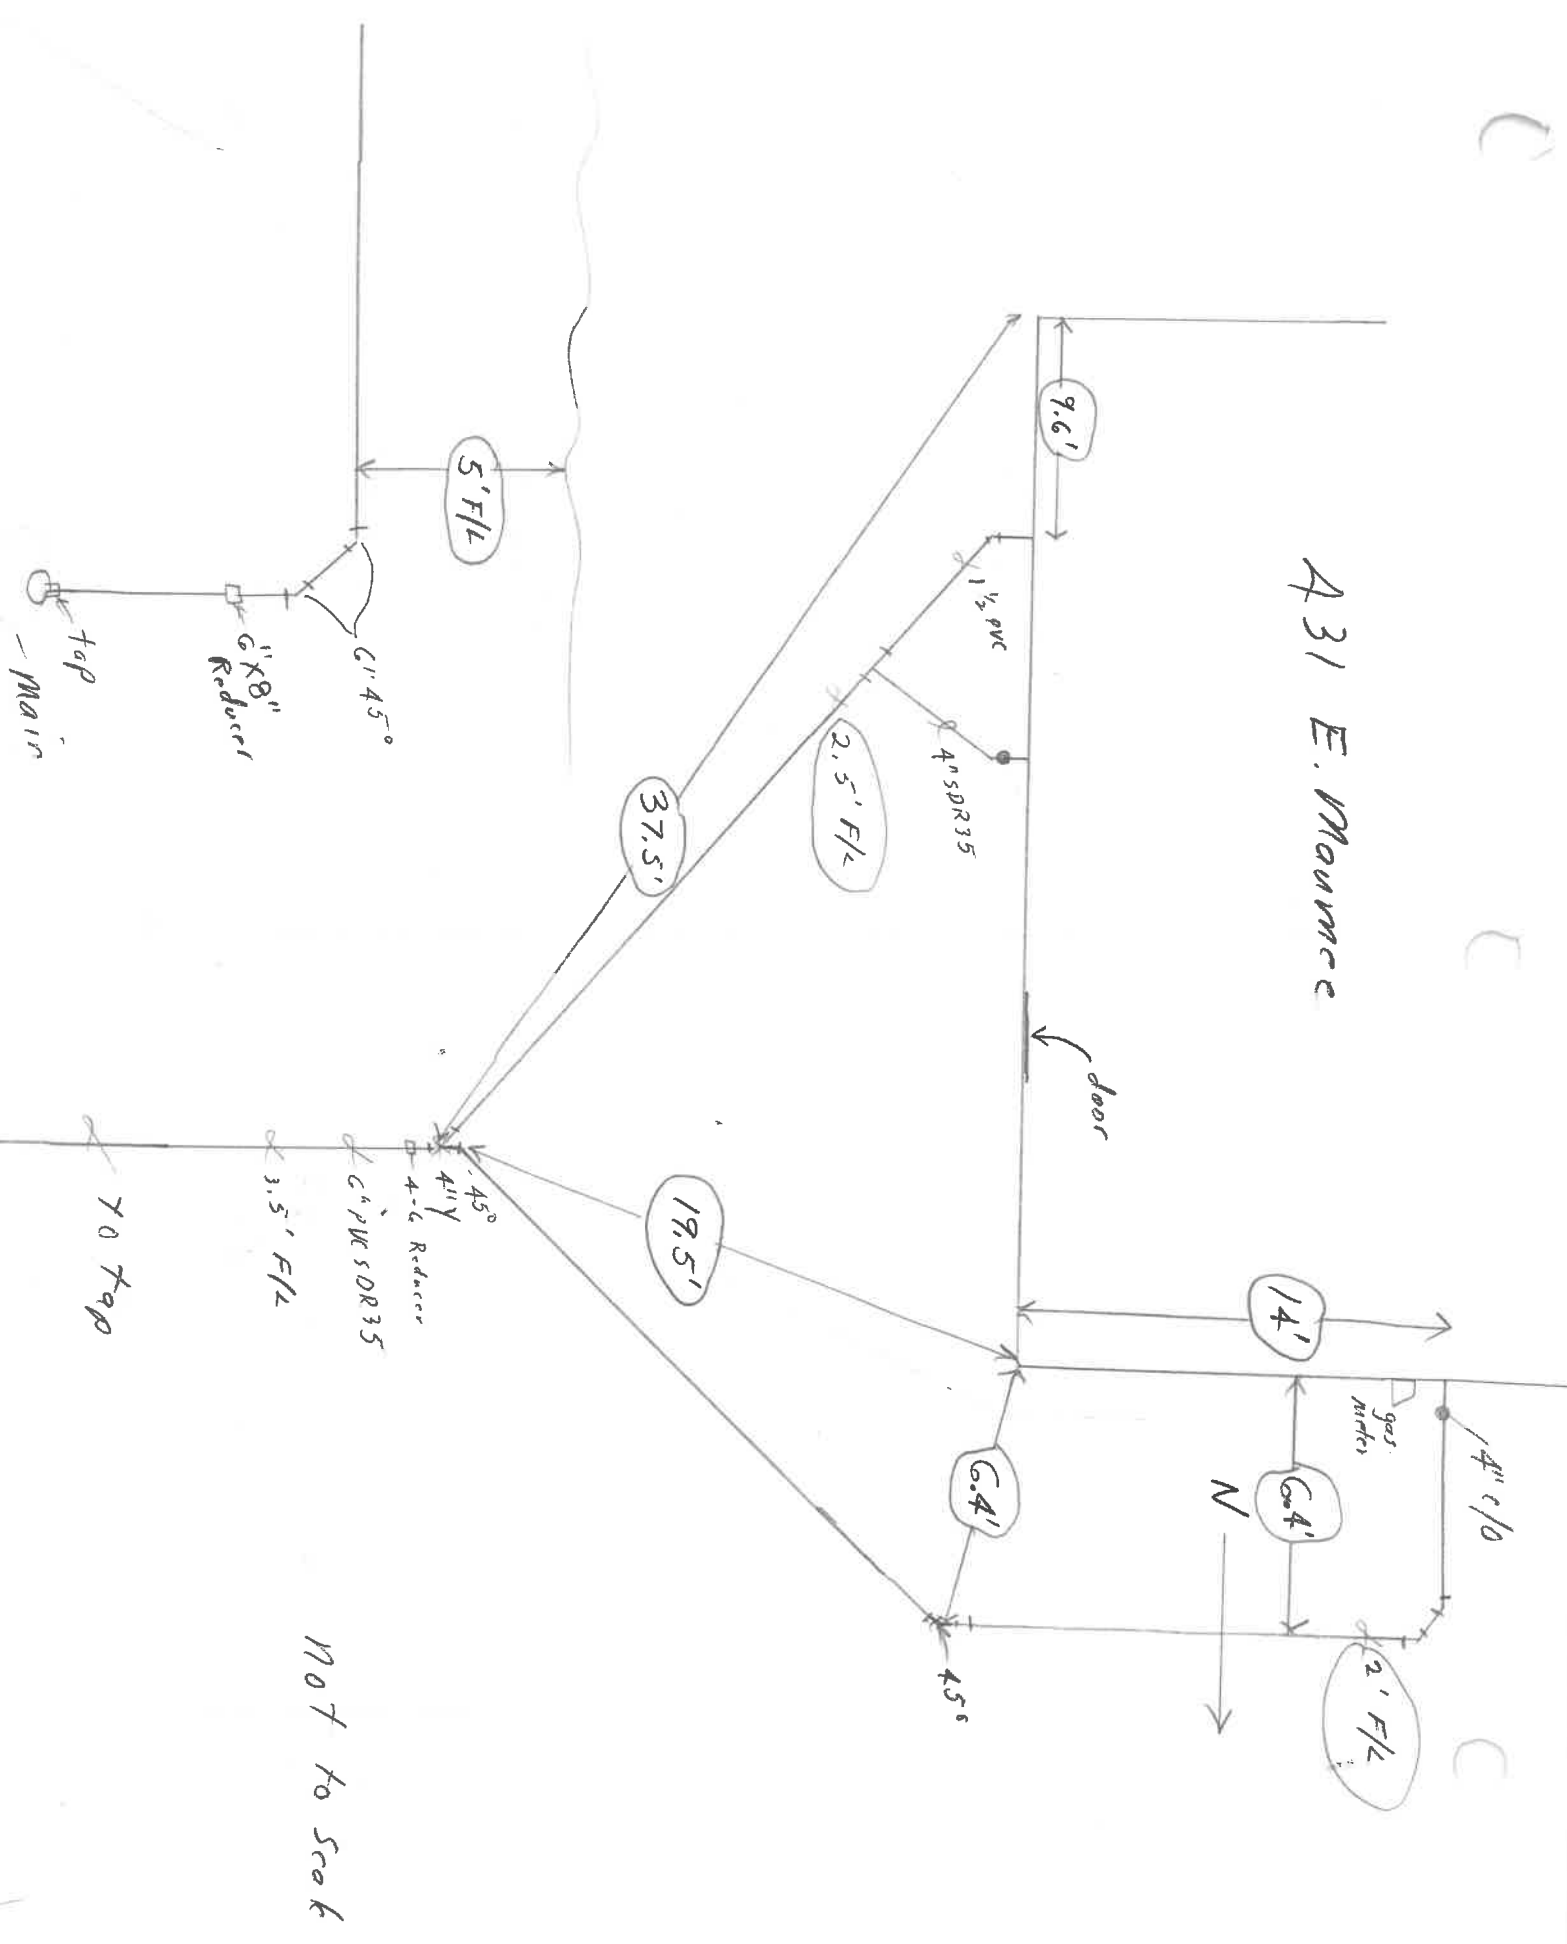 431 E. Maumee
door
9.6'
14'
4" c/o
gas
meter
6.4'
N
2' F/L
6.4'
45°
1½ PVC
4" SDR35
2.5' F/L
37.5'
19.5'
45°
4" Y
4-6 Reducer
6" PVC SDR35
3.5' F/L
To tap
5' F/L
6" 45°
6" X 8"
Reducer
tap
Main
Not to Scale